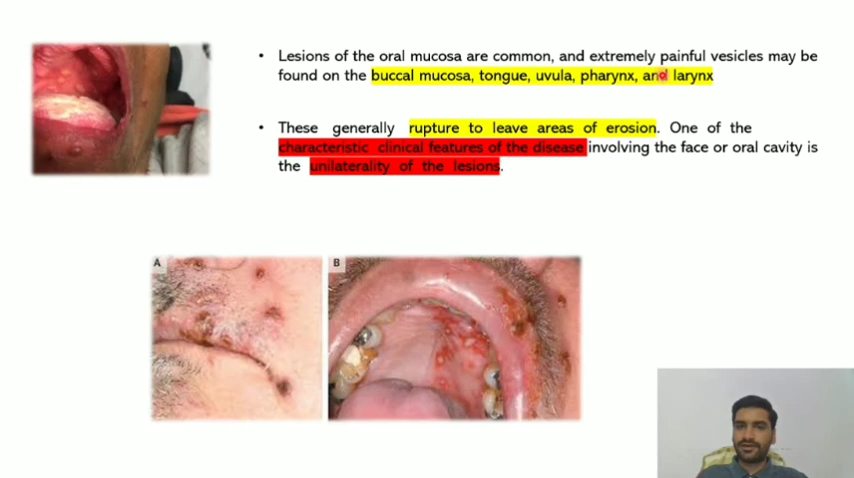 • Lesions of the oral mucosa are common, and extremely painful vesicles may be
found on the buccal mucosa, tongue, uvula, pharynx, and larynx
• These generally rupture to leave areas of erosion. One of the
characteristic clinical features of the disease involving the face or oral cavity is
the unilaterality of the lesions.
A
B